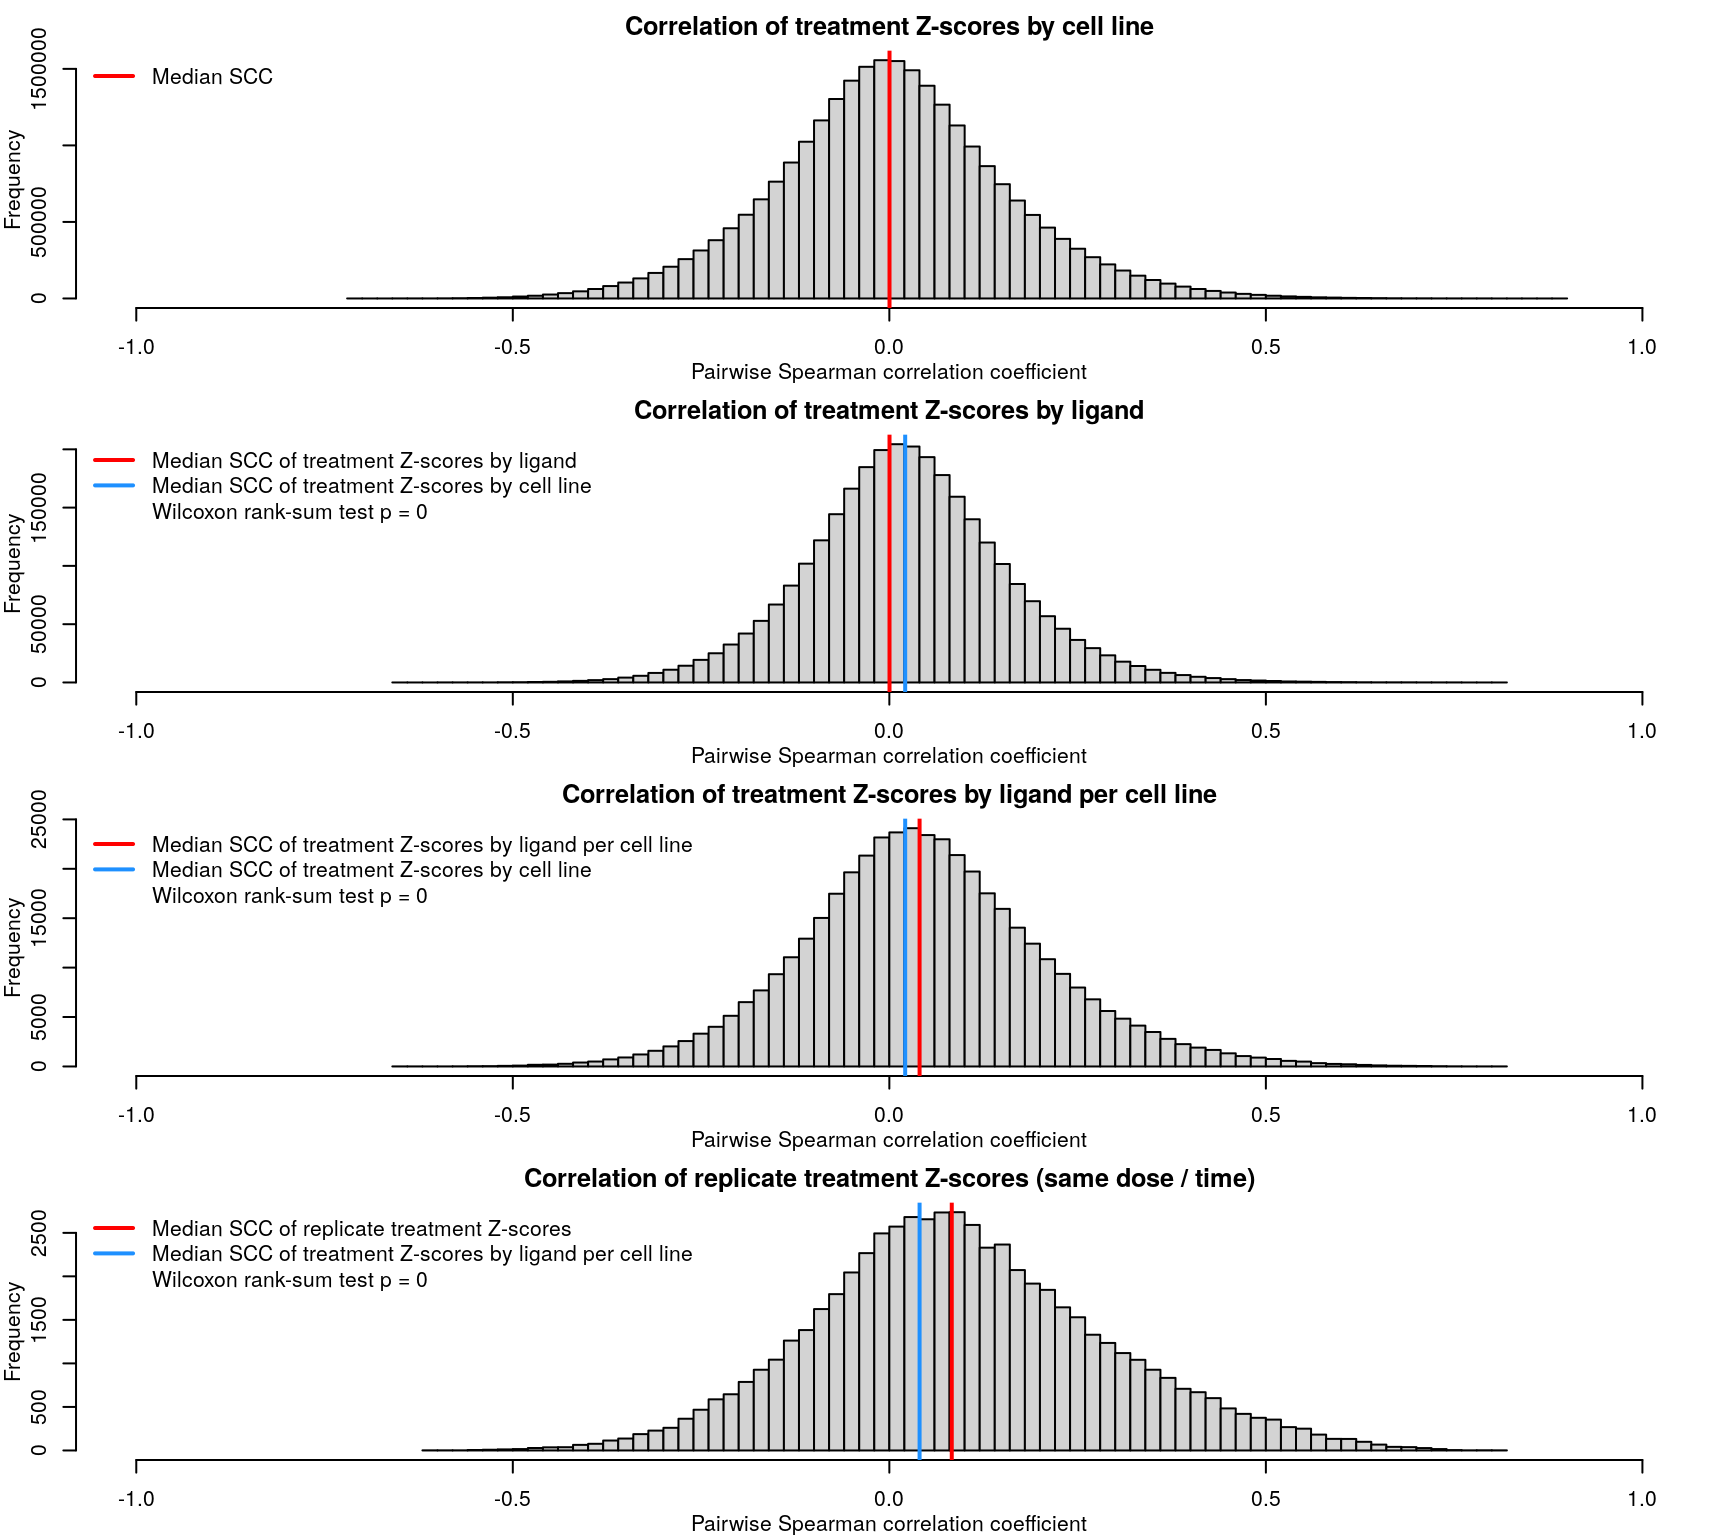 Correlation of treatment Z-scores by cell line
Median SCC
Frequency
0
500000
1500000
-1.0 -0.5 0.0 0.5 1.0
Pairwise Spearman correlation coefficient
Correlation of treatment Z-scores by ligand
Median SCC of treatment Z-scores by ligand
Median SCC of treatment Z-scores by cell line
Wilcoxon rank-sum test p = 0
Frequency
0
50000
150000
-1.0 -0.5 0.0 0.5 1.0
Pairwise Spearman correlation coefficient
Correlation of treatment Z-scores by ligand per cell line
Median SCC of treatment Z-scores by ligand per cell line
Median SCC of treatment Z-scores by cell line
Wilcoxon rank-sum test p = 0
Frequency
0
5000
15000
25000
-1.0 -0.5 0.0 0.5 1.0
Pairwise Spearman correlation coefficient
Correlation of replicate treatment Z-scores (same dose / time)
Median SCC of replicate treatment Z-scores
Median SCC of treatment Z-scores by ligand per cell line
Wilcoxon rank-sum test p = 0
Frequency
0
500
1500
2500
-1.0 -0.5 0.0 0.5 1.0
Pairwise Spearman correlation coefficient